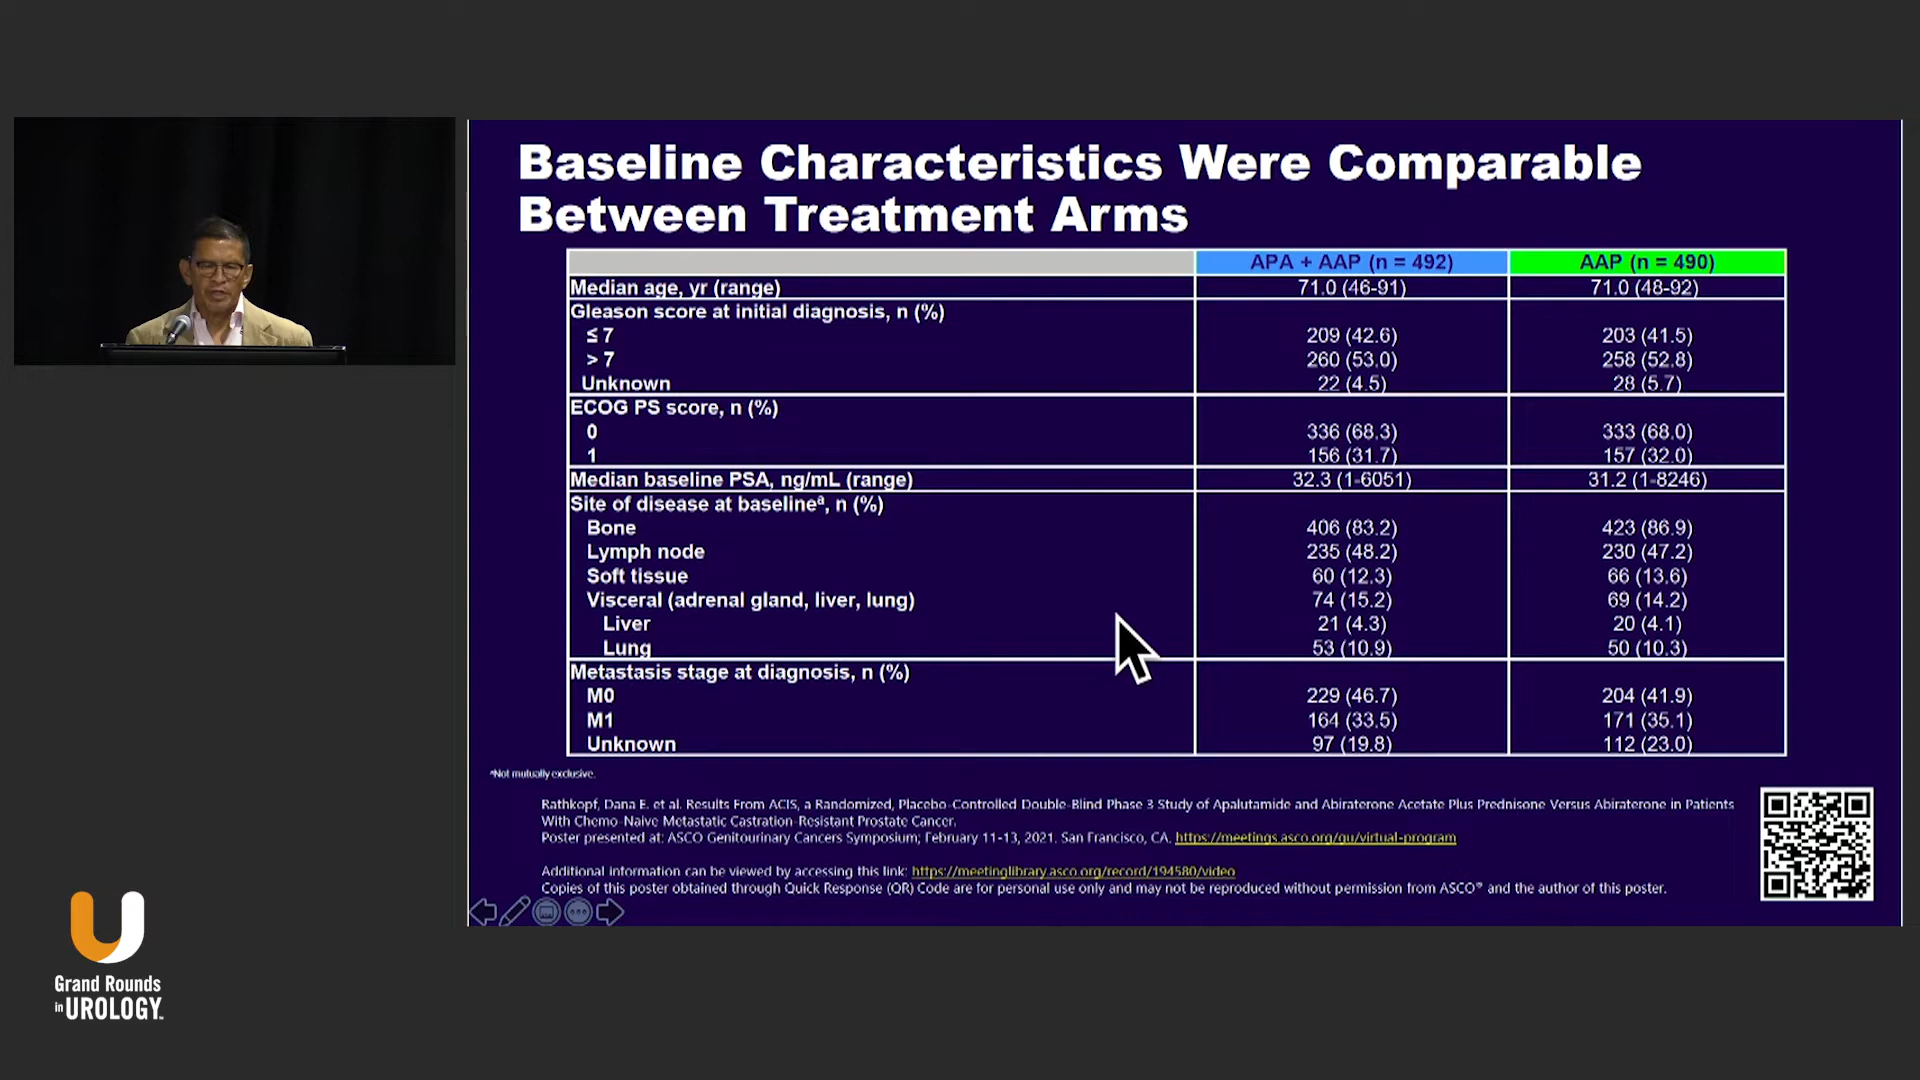 Baseline Characteristics Were Comparable
Between Treatment Arms
APA + AAP (n = 492) AAP (n = 490)
Median age, yr (range) 71.0 (46-91) 71.0 (48-92)
Gleason score at initial diagnosis, n (%)
≤ 7 209 (42.6) 203 (41.5)
> 7 260 (53.0) 258 (52.8)
Unknown 22 (4.5) 28 (5.7)
ECOG PS score, n (%)
0 336 (68.3) 333 (68.0)
1 156 (31.7) 157 (32.0)
Median baseline PSA, ng/mL (range) 32.3 (1-6051) 31.2 (1-8246)
Site of disease at baselineª, n (%)
Bone 406 (83.2) 423 (86.9)
Lymph node 235 (48.2) 230 (47.2)
Soft tissue 60 (12.3) 66 (13.6)
Visceral (adrenal gland, liver, lung) 74 (15.2) 69 (14.2)
Liver 21 (4.3) 20 (4.1)
Lung 53 (10.9) 50 (10.3)
Metastasis stage at diagnosis, n (%)
M0 229 (46.7) 204 (41.9)
M1 164 (33.5) 171 (35.1)
Unknown 97 (19.8) 112 (23.0)
ªNot mutually exclusive.
Rathkopf, Dana E. et al. Results From ACIS, a Randomized, Placebo-Controlled Double-Blind Phase 3 Study of Apalutamide and Abiraterone Acetate Plus Prednisone Versus Abiraterone in Patients
With Chemo-Naive Metastatic Castration-Resistant Prostate Cancer.
Poster presented at: ASCO Genitourinary Cancers Symposium; February 11-13, 2021. San Francisco, CA. https://meetings.asco.org/gu/virtual-program
Additional information can be viewed by accessing this link: https://meetinglibrary.asco.org/record/194580/video
Copies of this poster obtained through Quick Response (QR) Code are for personal use only and may not be reproduced without permission from ASCO® and the author of this poster.
Grand Rounds
in UROLOGY™